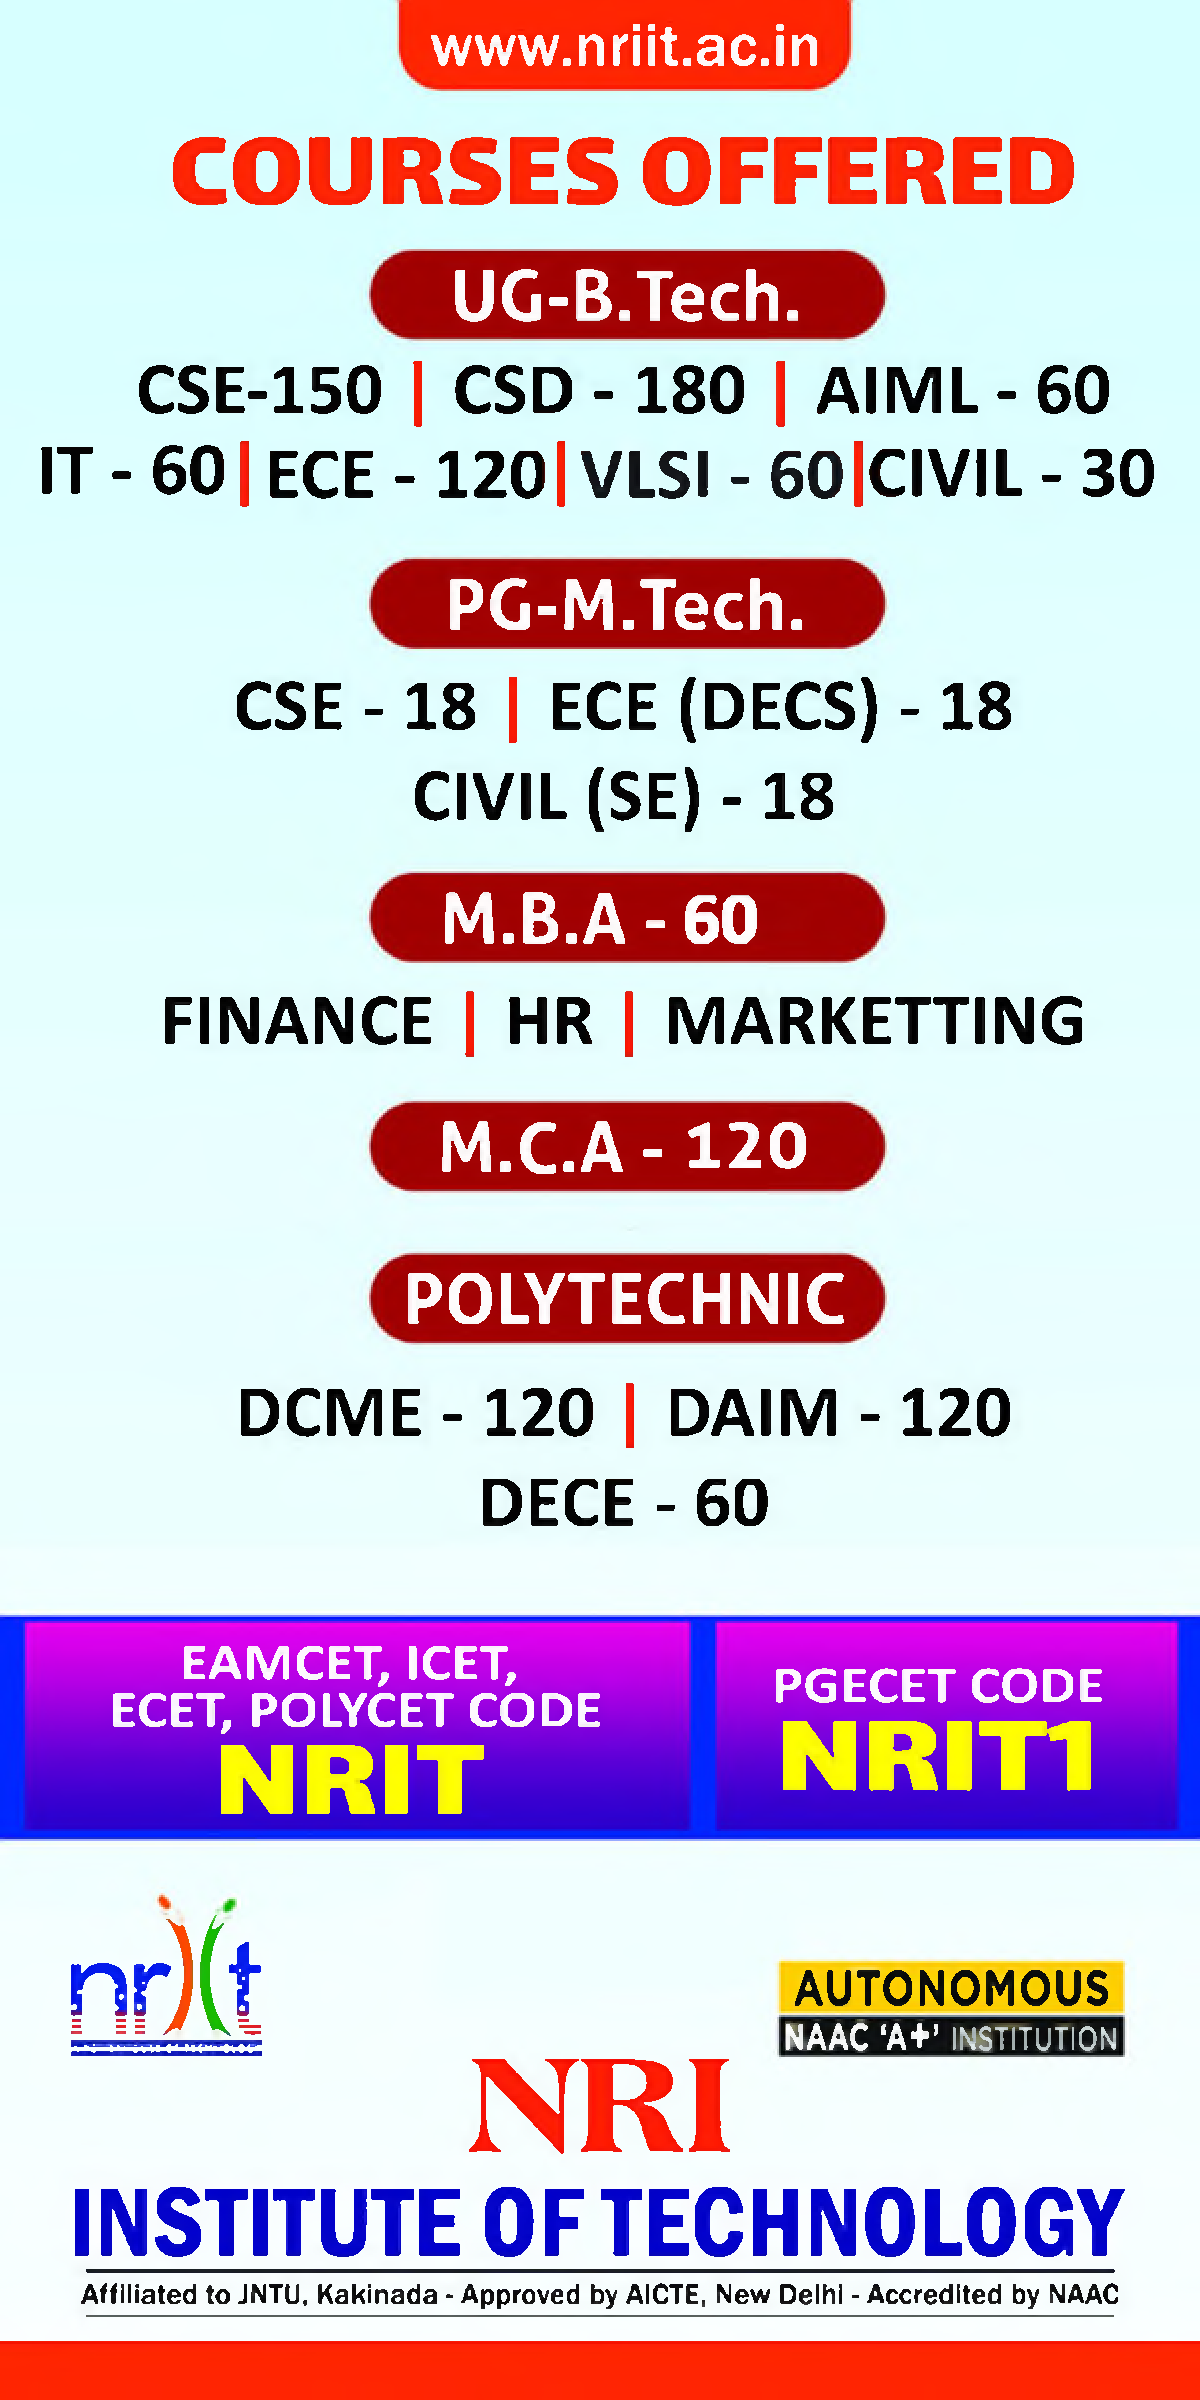 www.nriit.ac.in
COURSES OFFERED
UG-B.Tech.
CSE-150 | CSD - 180 | AIML - 60
IT - 60|ECE - 120|VLSI - 60|CIVIL - 30
PG-M.Tech.
CSE - 18 | ECE (DECS) - 18
CIVIL (SE) - 18
M.B.A - 60
FINANCE | HR | MARKETTING
M.C.A - 120
POLYTECHNIC
DCME - 120 | DAIM - 120
DECE - 60
EAMCET, ICET,
ECET, POLYCET CODE
NRIT
PGECET CODE
NRIT1
nriit
AUTONOMOUS
NAAC ‘A+’ INSTITUTION
NRI
INSTITUTE OF TECHNOLOGY
Affiliated to JNTU, Kakinada - Approved by AICTE, New Delhi - Accredited by NAAC